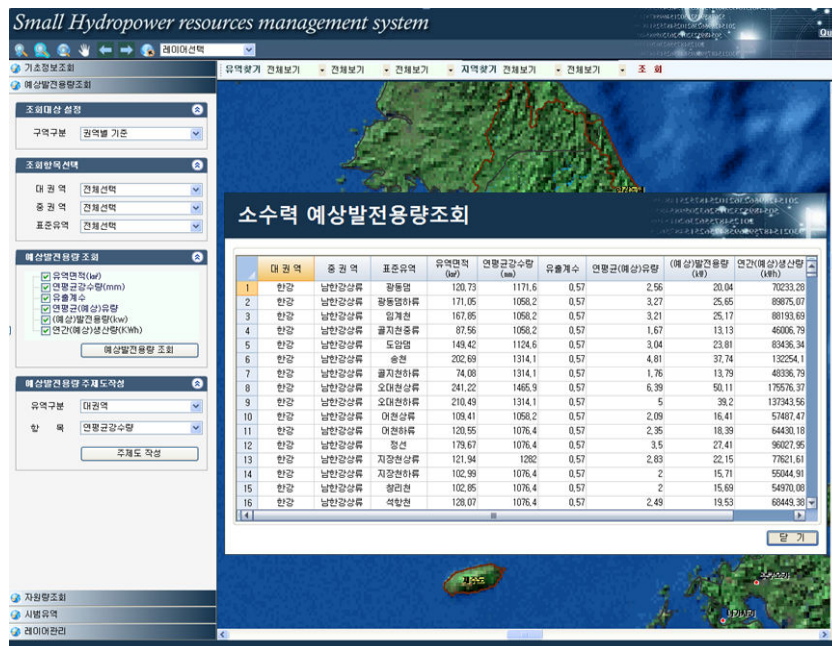 Small Hydropower resources management system
Qu
레이어선택
기초정보조회
예상발전용량조회
조회대상 설정
구역구분 권역별 기준
조회항목선택
대 권 역 전체선택
중 권 역 전체선택
표준유역 전체선택
예상발전용량 조회
유역면적(㎢)
연평균강수량(mm)
유출계수
연평균(예상)유량
(예상)발전용량(kw)
연간(예상)생산량(KWh)
예상발전용량 조회
예상발전용량 주제도작성
유역구분 대권역
항 목 연평균강수량
주제도 작성
자원량조회
시범유역
레이어관리
유역찾기 전체보기 전체보기 전체보기 지역찾기 전체보기 전체보기 조 회
소수력 예상발전용량조회
대 권 역 중 권 역 표준유역 유역면적(㎢) 연평균강수량(㎜) 유출계수 연평균(예상)유량 (예상)발전용량(㎾) 연간(예상)생산량(㎾h)
1 한강 남한강상류 광동댐 120,73 1171,6 0,57 2,56 20,04 70233,28
2 한강 남한강상류 광동댐하류 171,05 1058,2 0,57 3,27 25,65 89875,07
3 한강 남한강상류 임계천 167,85 1058,2 0,57 3,21 25,17 88193,69
4 한강 남한강상류 골지천중류 87,56 1058,2 0,57 1,67 13,13 46006,79
5 한강 남한강상류 도암댐 149,42 1124,6 0,57 3,04 23,81 83436,34
6 한강 남한강상류 송천 202,69 1314,1 0,57 4,81 37,74 132254,1
7 한강 남한강상류 골지천하류 74,08 1314,1 0,57 1,76 13,79 48336,79
8 한강 남한강상류 오대천상류 241,22 1465,9 0,57 6,39 50,11 175576,37
9 한강 남한강상류 오대천하류 210,49 1314,1 0,57 5 39,2 137343,56
10 한강 남한강상류 어천상류 109,41 1058,2 0,57 2,09 16,41 57487,47
11 한강 남한강상류 어천하류 120,55 1076,4 0,57 2,35 18,39 64430,18
12 한강 남한강상류 정선 179,67 1076,4 0,57 3,5 27,41 96027,95
13 한강 남한강상류 지장천상류 121,94 1282 0,57 2,83 22,15 77621,61
14 한강 남한강상류 지장천하류 102,99 1076,4 0,57 2 15,71 55044,91
15 한강 남한강상류 창리천 102,85 1076,4 0,57 2 15,69 54970,08
16 한강 남한강상류 석항천 128,07 1076,4 0,57 2,49 19,53 68449,38
닫 기
제주도